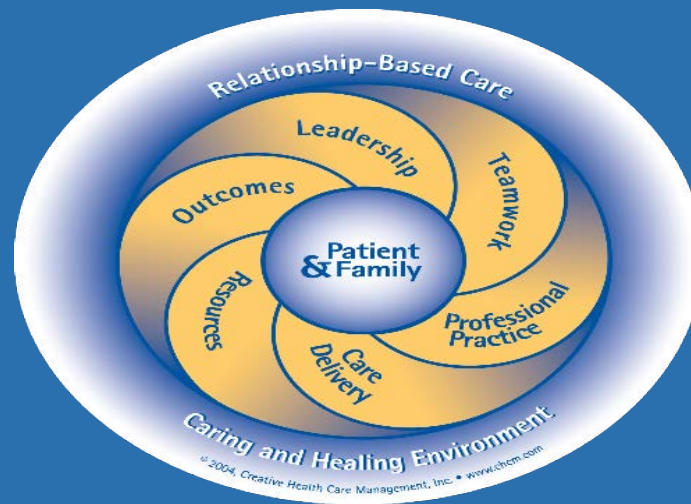 Relationship-Based Care
Leadership
Teamwork
Professional
Practice
Care
Delivery
Resources
Outcomes
Patient
& Family
Caring and Healing Environment
© 2004, Creative Health Care Management, Inc. • www.chcm.com